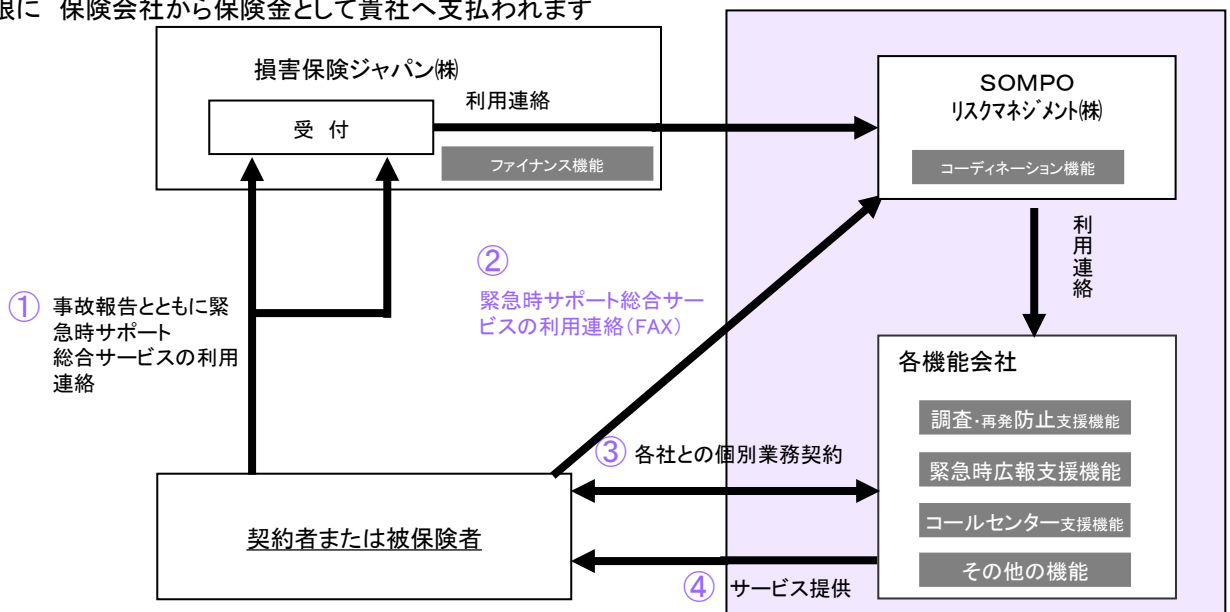 限に 保険会社から保険金として貴社へ支払われます
損害保険ジャパン㈱
受 付
利用連絡
ファイナンス機能
SOMPO
リスクマネジメント㈱
コーディネーション機能
利用連絡
①
事故報告とともに緊
急時サポート
総合サービスの利用
連絡
②
緊急時サポート総合サー
ビスの利用連絡(FAX)
各機能会社
調査・再発防止支援機能
緊急時広報支援機能
コールセンター支援機能
その他の機能
③ 各社との個別業務契約
契約者または被保険者
④ サービス提供